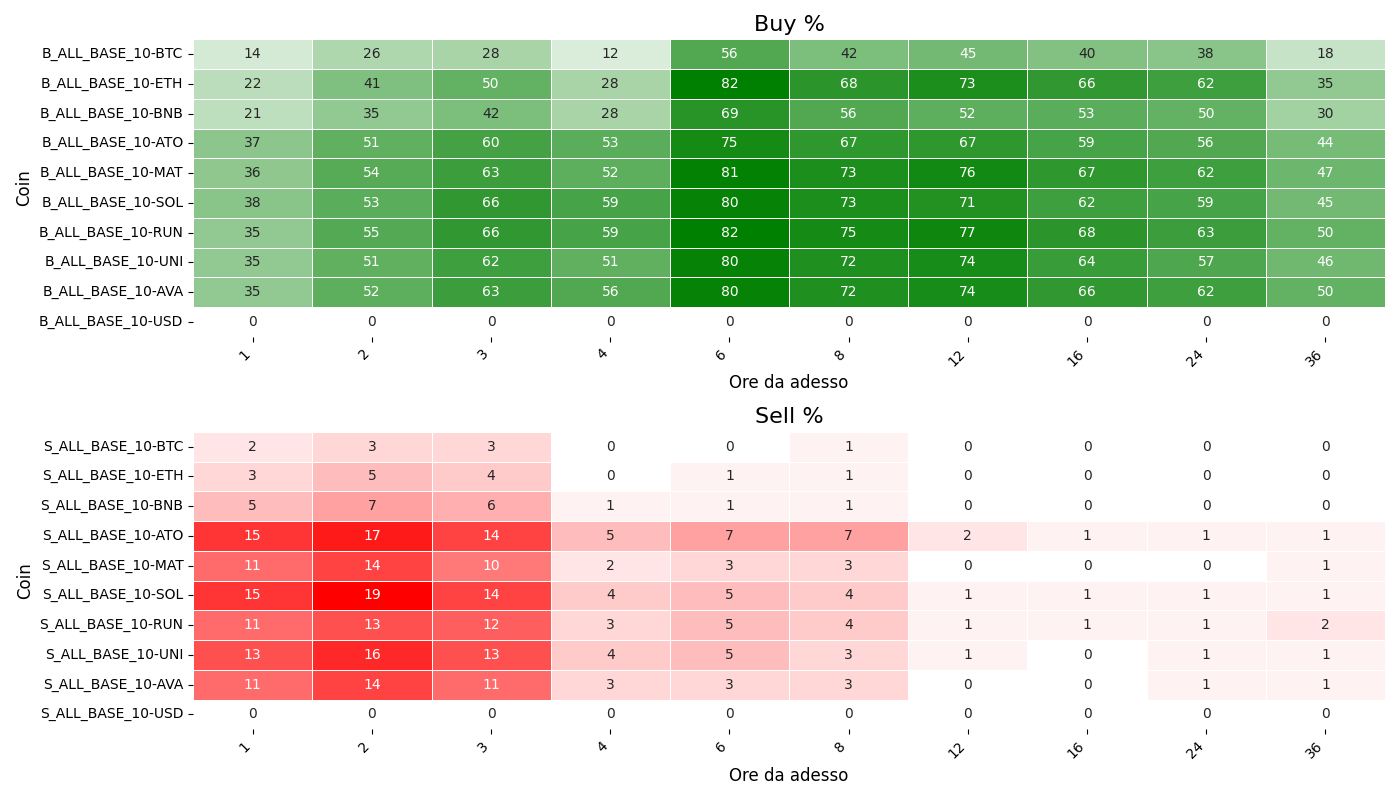 Buy %
Coin
B_ALL_BASE_10-BTC 14 26 28 12 56 42 45 40 38 18
B_ALL_BASE_10-ETH 22 41 50 28 82 68 73 66 62 35
B_ALL_BASE_10-BNB 21 35 42 28 69 56 52 53 50 30
B_ALL_BASE_10-ATO 37 51 60 53 75 67 67 59 56 44
B_ALL_BASE_10-MAT 36 54 63 52 81 73 76 67 62 47
B_ALL_BASE_10-SOL 38 53 66 59 80 73 71 62 59 45
B_ALL_BASE_10-RUN 35 55 66 59 82 75 77 68 63 50
B_ALL_BASE_10-UNI 35 51 62 51 80 72 74 64 57 46
B_ALL_BASE_10-AVA 35 52 63 56 80 72 74 66 62 50
B_ALL_BASE_10-USD 0 0 0 0 0 0 0 0 0 0
1 2 3 4 6 8 12 16 24 36
Ore da adesso
Sell %
Coin
S_ALL_BASE_10-BTC 2 3 3 0 0 1 0 0 0 0
S_ALL_BASE_10-ETH 3 5 4 0 1 1 0 0 0 0
S_ALL_BASE_10-BNB 5 7 6 1 1 1 0 0 0 0
S_ALL_BASE_10-ATO 15 17 14 5 7 7 2 1 1 1
S_ALL_BASE_10-MAT 11 14 10 2 3 3 0 0 0 1
S_ALL_BASE_10-SOL 15 19 14 4 5 4 1 1 1 1
S_ALL_BASE_10-RUN 11 13 12 3 5 4 1 1 1 2
S_ALL_BASE_10-UNI 13 16 13 4 5 3 1 0 1 1
S_ALL_BASE_10-AVA 11 14 11 3 3 3 0 0 1 1
S_ALL_BASE_10-USD 0 0 0 0 0 0 0 0 0 0
1 2 3 4 6 8 12 16 24 36
Ore da adesso